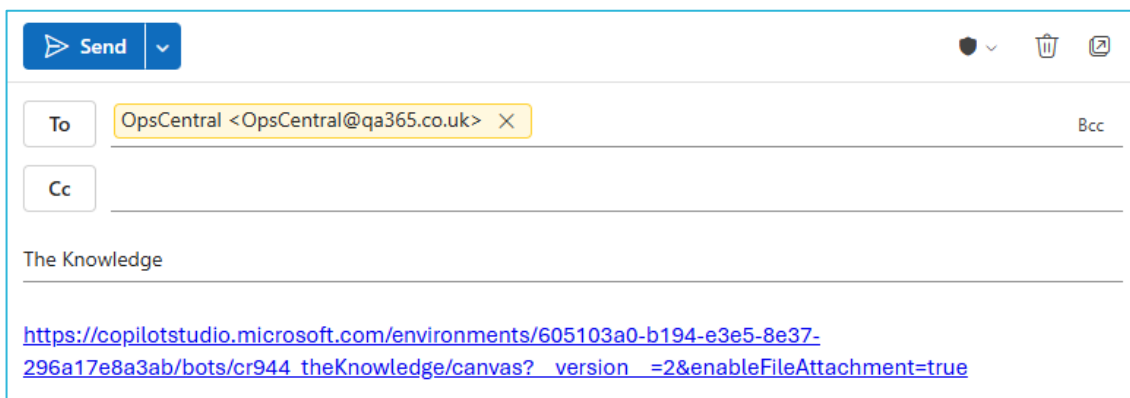 Send
To
OpsCentral <OpsCentral@qa365.co.uk>
Bcc
Cc
The Knowledge
https://copilotstudio.microsoft.com/environments/605103a0-b194-e3e5-8e37-
296a17e8a3ab/bots/cr944_theKnowledge/canvas?__version__=2&enableFileAttachment=true